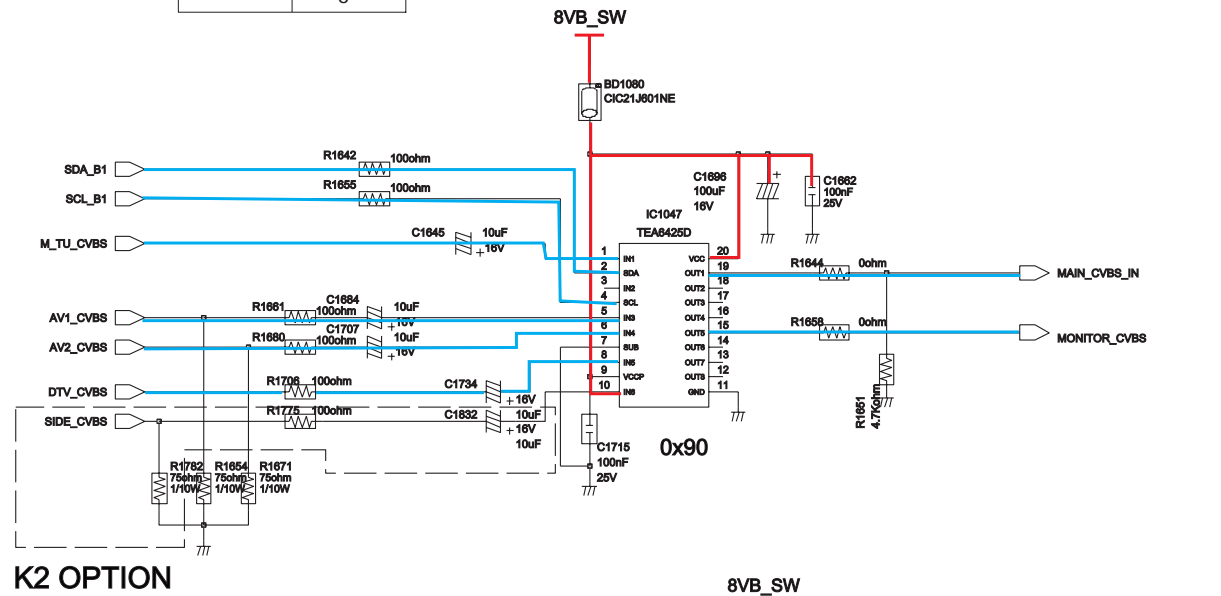 8VB_SW
BD1080
CIC21J601NE
SDA_B1
R1642
100ohm
SCL_B1
R1655
100ohm
M_TU_CVBS
C1645
10uF
+16V
C1696
100uF
16V
+
C1662
100nF
25V
IC1047
TEA6425D
1
IN1
2
SDA
3
IN2
4
SCL
5
IN3
6
IN4
7
SUB
8
IN5
9
VCCP
10
IN6
20
VCC
19
OUT1
18
OUT2
17
OUT3
16
OUT4
15
OUT5
14
OUT6
13
OUT7
12
OUT8
11
GND
R1644
0ohm
MAIN_CVBS_IN
R1658
0ohm
MONITOR_CVBS
R1651
4.7Kohm
AV1_CVBS
R1661
100ohm
C1684
10uF
+16V
AV2_CVBS
R1680
100ohm
C1707
10uF
+16V
DTV_CVBS
R1706
100ohm
C1734
+16V
10uF
SIDE_CVBS
R1775
100ohm
C1832
+16V
10uF
0x90
C1715
100nF
25V
R1782
75ohm
1/10W
R1654
75ohm
1/10W
R1671
75ohm
1/10W
K2 OPTION
8VB_SW